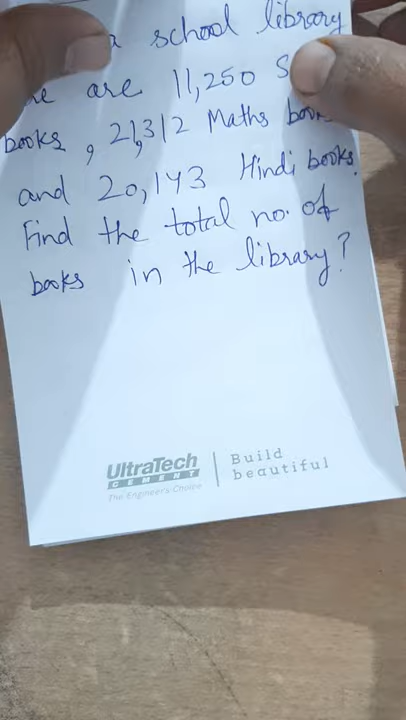 a school library
are 11,250
books, 21,312 Maths
and 20,143 Hindi books.
Find the total no. of
books in the library?
UltraTech
CEMENT
The Engineer's Choice
Build
beautiful